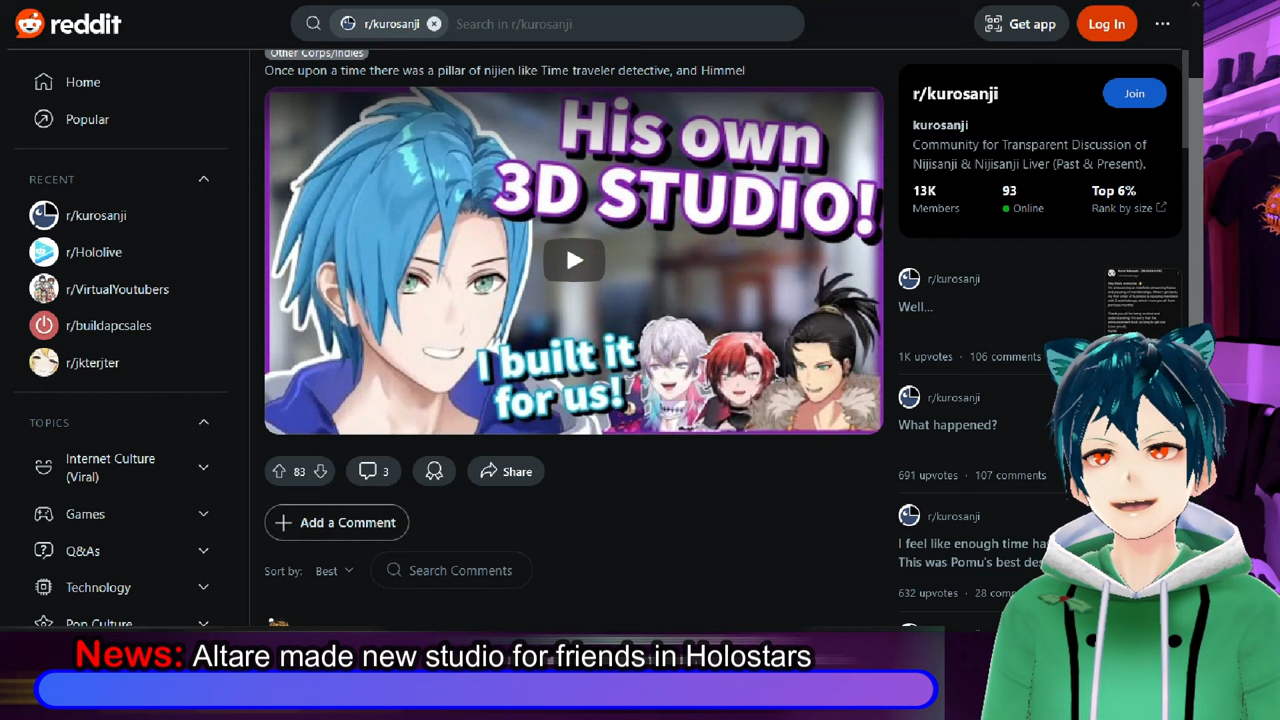 reddit
r/kurosanji
Search in r/kurosanji
Get app
Log In
Home
Popular
RECENT
r/kurosanji
r/Hololive
r/VirtualYoutubers
r/buildapcsales
r/jkterjter
TOPICS
Internet Culture
(Viral)
Games
Q&As
Technology
Pop Culture
Other Corps/Indies
Once upon a time there was a pillar of nijien like Time traveler detective, and Himmel
His own
3D STUDIO!
I built it
for us!
83
3
Share
Add a Comment
Sort by:
Best
Search Comments
r/kurosanji
Join
kurosanji
Community for Transparent Discussion of
Nijisanji & Nijisanji Liver (Past & Present).
13K
93
Top 6%
Members
Online
Rank by size
r/kurosanji
Well...
1K upvotes
106 comments
r/kurosanji
What happened?
691 upvotes
107 comments
r/kurosanji
I feel like enough time
This was Pomu's best
632 upvotes
28
News: Altare made new studio for friends in Holostars